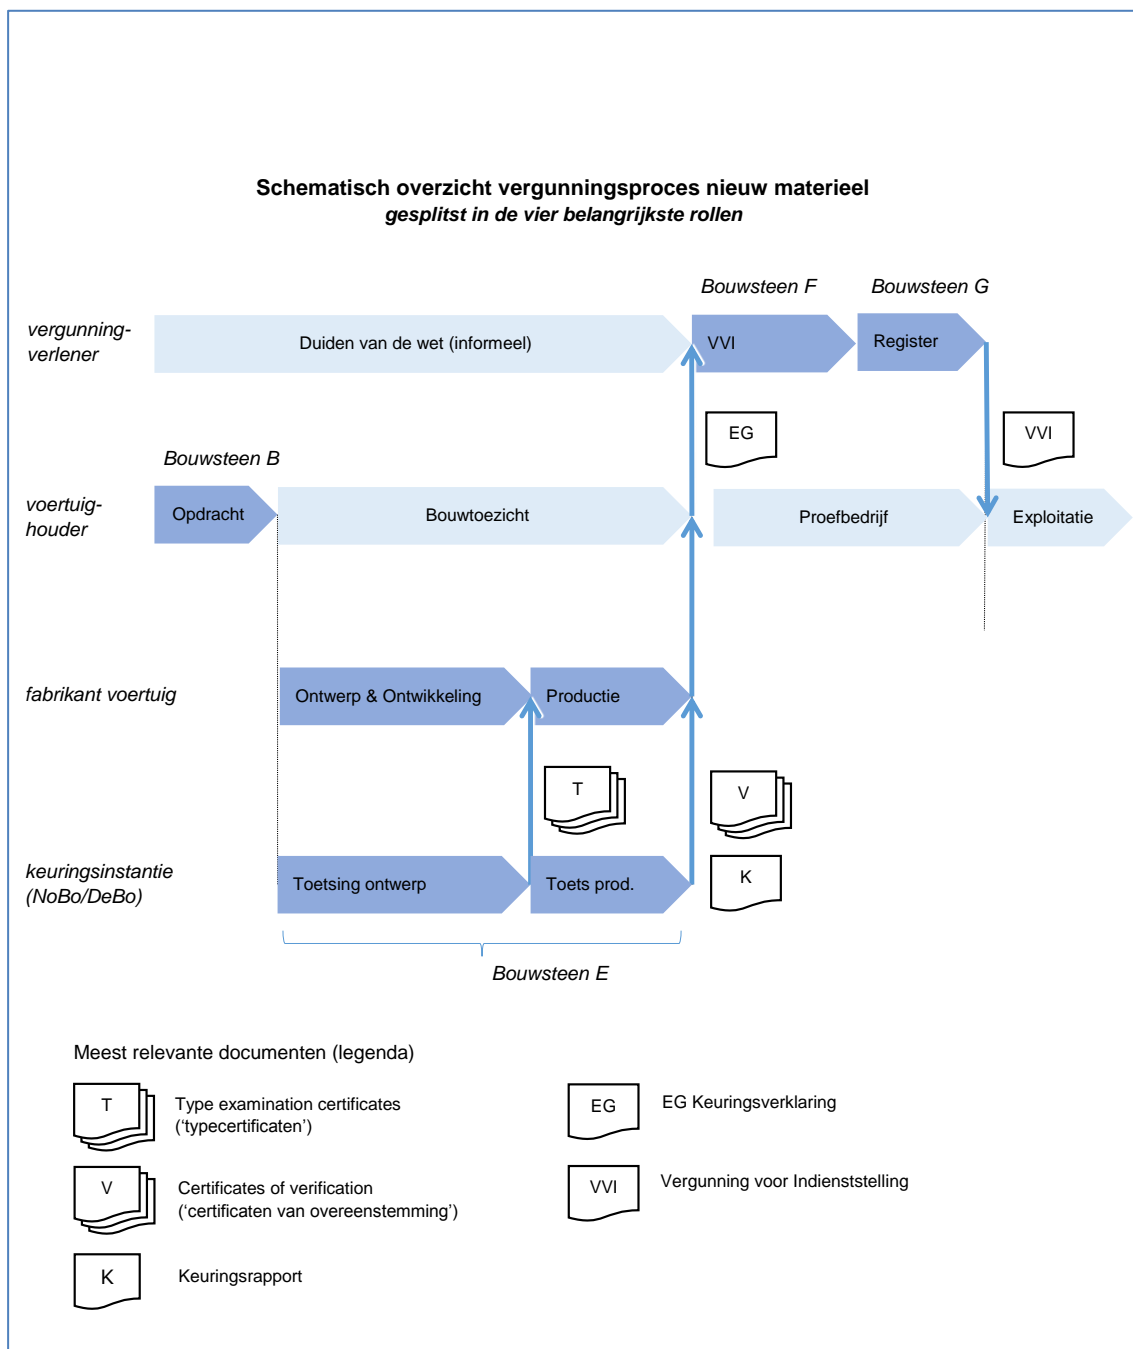 Schematisch overzicht vergunningsproces nieuw materieel
gesplitst in de vier belangrijkste rollen
Bouwsteen F
Bouwsteen G
vergunning-
verlener
Duiden van de wet (informeel)
VVI
Register
EG
VVI
Bouwsteen B
voertuig-
houder
Opdracht
Bouwtoezicht
Proefbedrijf
Exploitatie
fabrikant voertuig
Ontwerp & Ontwikkeling
Productie
T
V
K
keuringsinstantie
(NoBo/DeBo)
Toetsing ontwerp
Toets prod.
Bouwsteen E
Meest relevante documenten (legenda)
T
Type examination certificates
(‘typecertificaten’)
V
Certificates of verification
(‘certificaten van overeenstemming’)
K
Keuringsrapport
EG
EG Keuringsverklaring
VVI
Vergunning voor Indienststelling